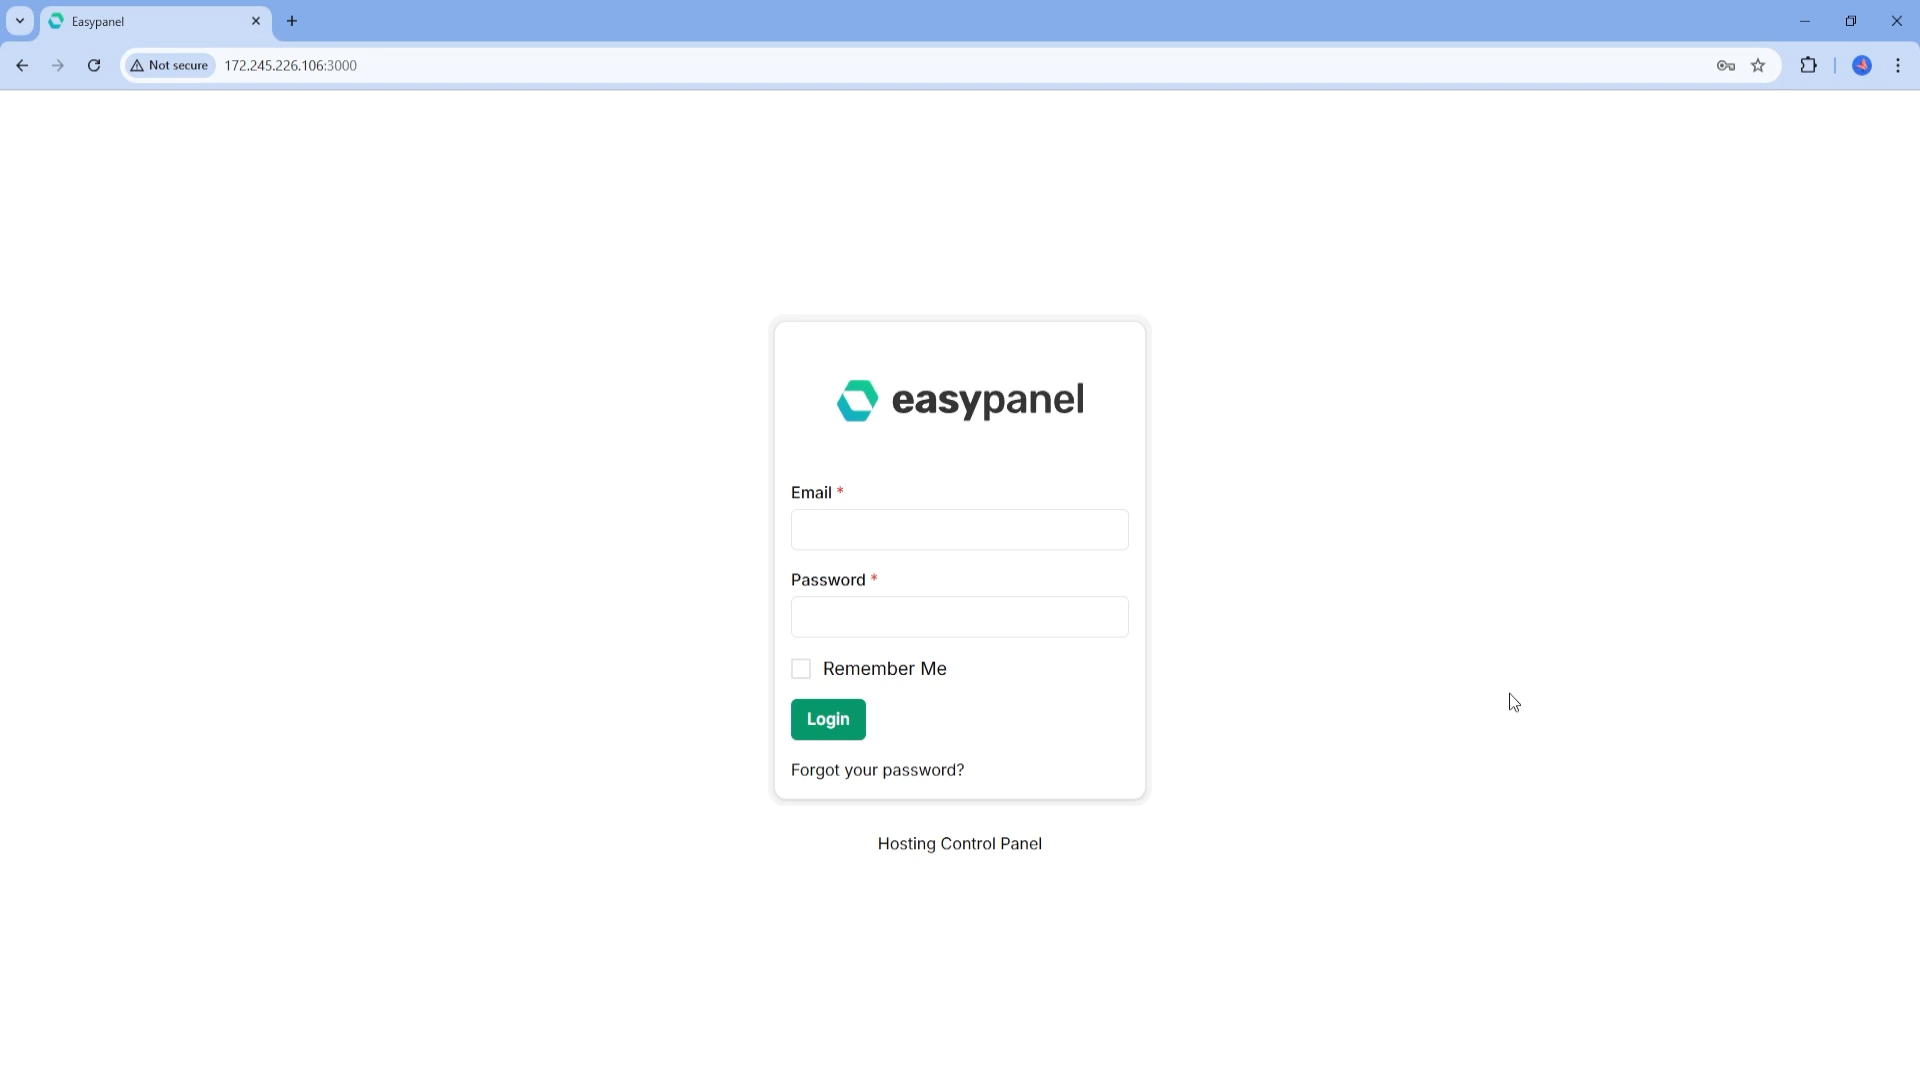 Easypanel
Not secure
172.245.226.106:3000
easypanel
Email *
Password *
Remember Me
Login
Forgot your password?
Hosting Control Panel